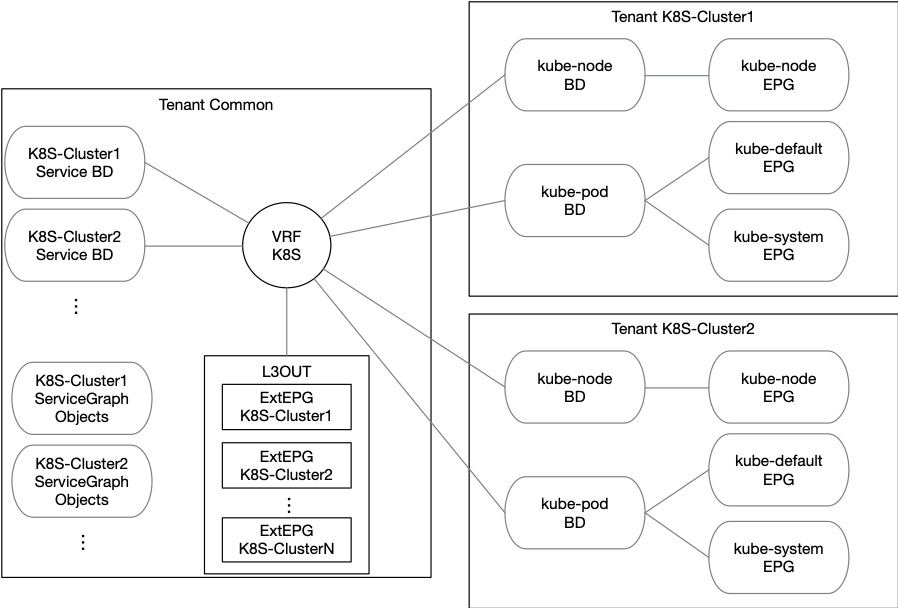 Tenant Common
K8S-Cluster1
Service BD
K8S-Cluster2
Service BD
⋮
K8S-Cluster1
ServiceGraph
Objects
K8S-Cluster2
ServiceGraph
Objects
⋮
VRF
K8S
L3OUT
ExtEPG
K8S-Cluster1
ExtEPG
K8S-Cluster2
⋮
ExtEPG
K8S-ClusterN
Tenant K8S-Cluster1
kube-node
BD
kube-node
EPG
kube-pod
BD
kube-default
EPG
kube-system
EPG
Tenant K8S-Cluster2
kube-node
BD
kube-node
EPG
kube-pod
BD
kube-default
EPG
kube-system
EPG